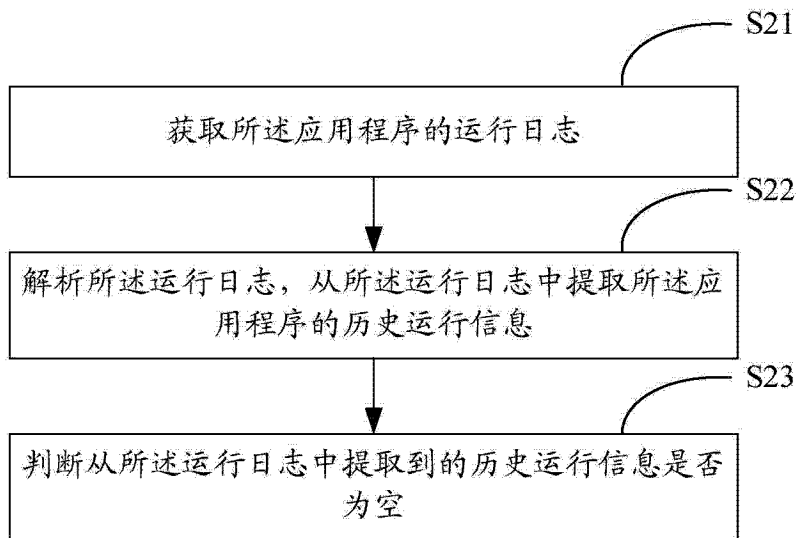 S21
获取所述应用程序的运行日志
S22
解析所述运行日志，从所述运行日志中提取所述应
用程序的历史运行信息
S23
判断从所述运行日志中提取到的历史运行信息是否
为空